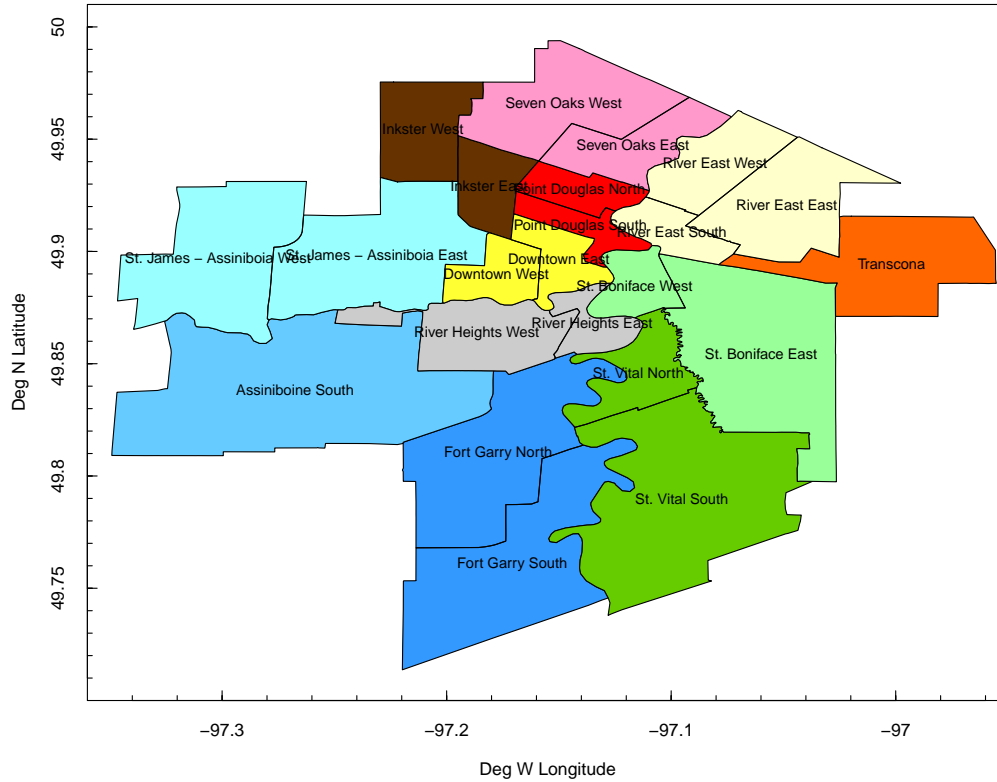 50
49.95
49.9
49.85
49.8
49.75
Deg N Latitude
Seven Oaks West
Inkster West
Seven Oaks East
River East West
Inkster East
Point Douglas North
River East East
Point Douglas South
River East South
St. James – Assiniboia West
St. James – Assiniboia East
Downtown East
Transcona
Downtown West
St. Boniface West
River Heights East
River Heights West
St. Boniface East
St. Vital North
Assiniboine South
Fort Garry North
St. Vital South
Fort Garry South
–97.3
–97.2
–97.1
–97
Deg W Longitude